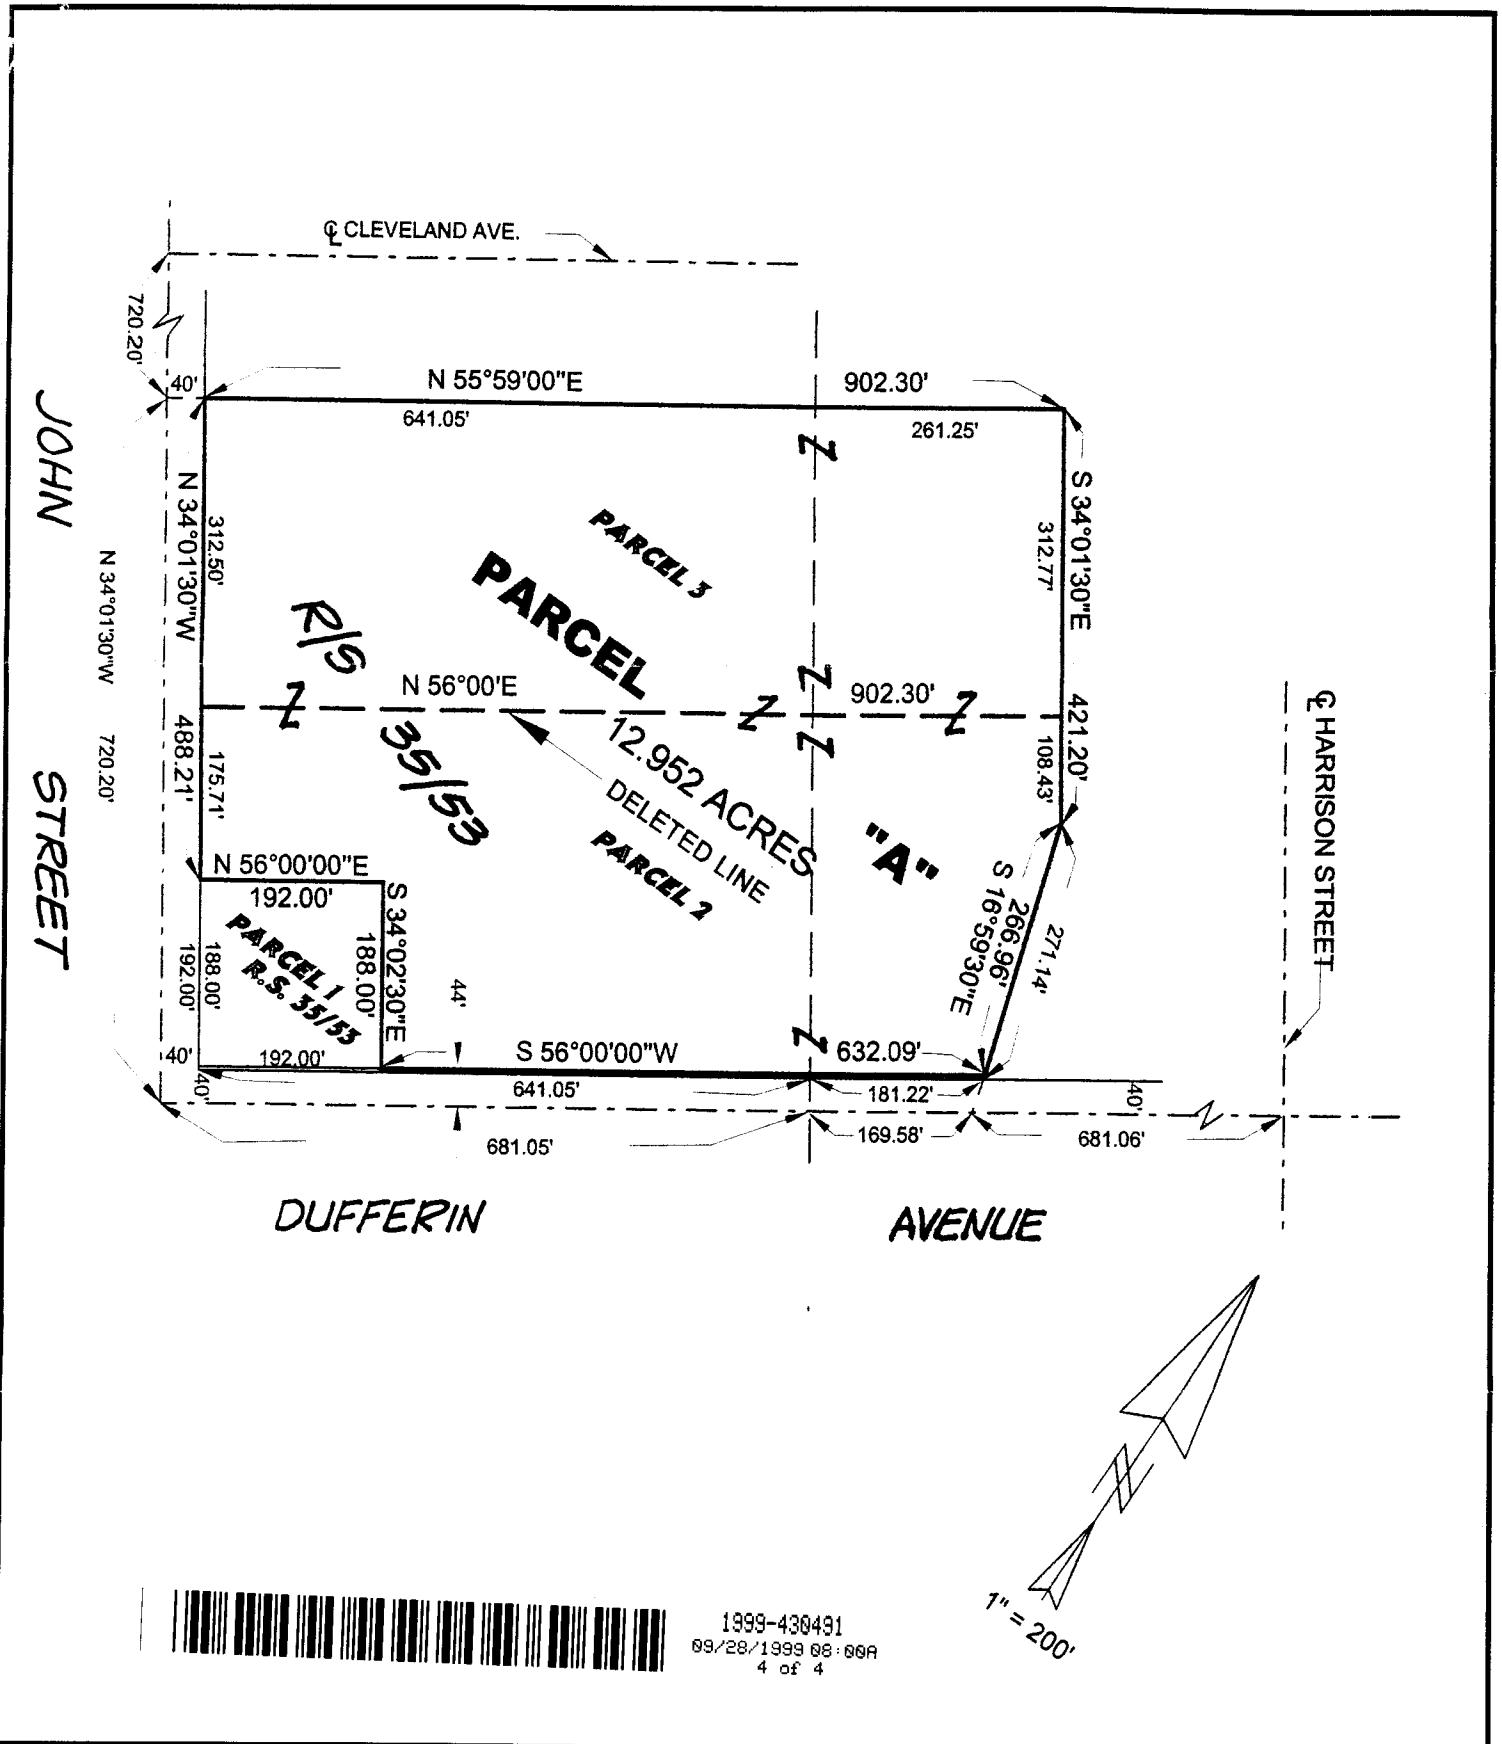 ℄ CLEVELAND AVE.
720.20'
40'
N 55°59'00"E
902.30'
641.05'
261.25'
JOHN
STREET
N 34°01'30"W 720.20'
N 34°01'30"W
488.21'
312.50'
175.71'
S 34°01'30"E
421.20'
312.77'
108.43'
PARCEL 3
PARCEL
"A"
R/S
35/53
N 56°00'E
902.30'
12.952 ACRES
DELETED LINE
PARCEL 2
℄ HARRISON STREET
S 16°59'30"E
266.96'
271.14'
N 56°00'00"E
192.00'
S 34°02'30"E
188.00'
PARCEL 1
R.S. 35/53
188.00'
192.00'
44'
40'
192.00'
40'
S 56°00'00"W
632.09'
641.05'
181.22'
40'
681.05'
169.58'
681.06'
DUFFERIN
AVENUE
N
1" = 200'
1999-430491
09/28/1999 08:00A
4 of 4